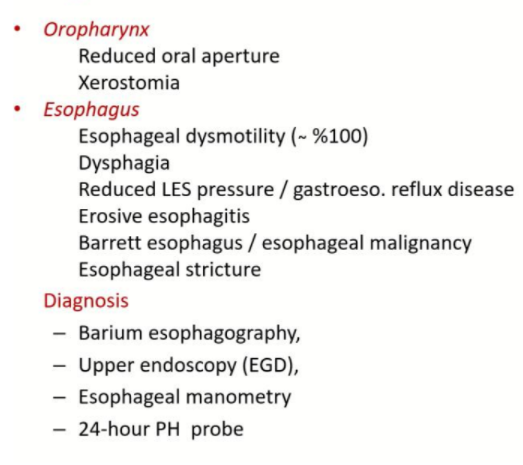 • Oropharynx
Reduced oral aperture
Xerostomia
• Esophagus
Esophageal dysmotility (~ %100)
Dysphagia
Reduced LES pressure / gastroeso. reflux disease
Erosive esophagitis
Barrett esophagus / esophageal malignancy
Esophageal stricture
Diagnosis
– Barium esophagography,
– Upper endoscopy (EGD),
– Esophageal manometry
– 24-hour PH probe